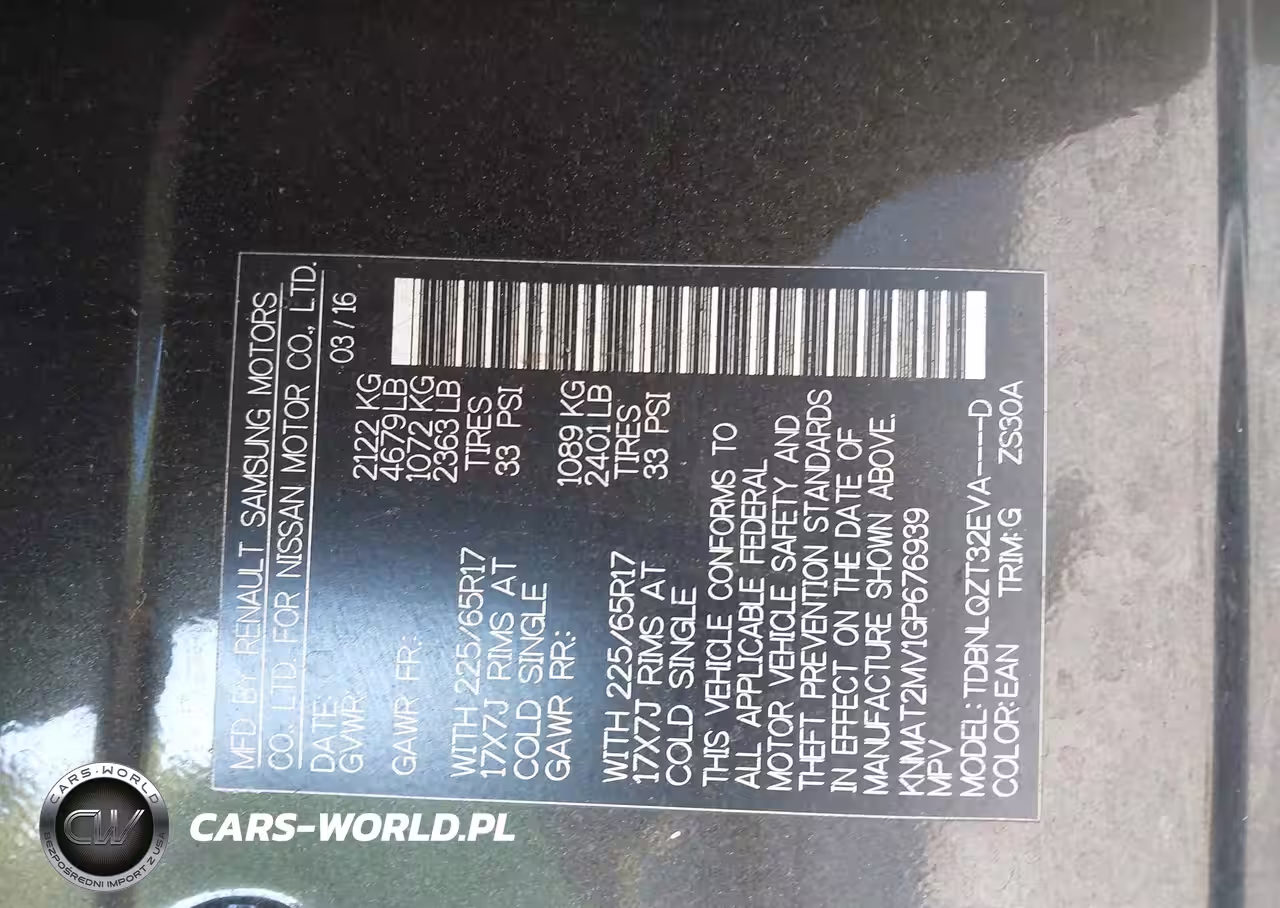 MFD BY RENAULT SAMSUNG MOTORS
CO., LTD. FOR NISSAN MOTOR CO., LTD.
DATE: 03 / 16
GVWR: 2122 KG
4679 LB
GAWR FR.: 1072 KG
2363 LB
WITH 225/65R17 TIRES
17X7J RIMS AT 33 PSI
COLD SINGLE
GAWR RR.: 1089 KG
2401 LB
WITH 225/65R17 TIRES
17X7J RIMS AT 33 PSI
COLD SINGLE
THIS VEHICLE CONFORMS TO
ALL APPLICABLE FEDERAL
MOTOR VEHICLE SAFETY AND
THEFT PREVENTION STANDARDS
IN EFFECT ON THE DATE OF
MANUFACTURE SHOWN ABOVE.
KNMAT2MV1GP676939
MPV
MODEL: TDBNLQZT32EVA-----D
COLOR:EAN TRIM:G ZS30A
CARS-WORLD
CW
BEZPOŚREDNI IMPORT Z USA
CARS-WORLD.PL